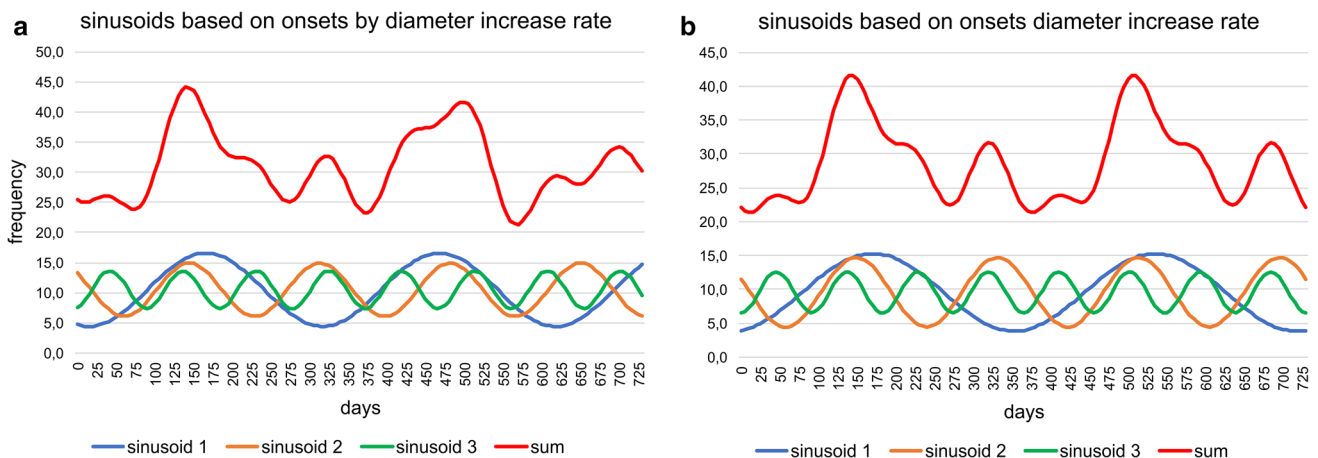 a
sinusoids based on onsets by diameter increase rate
50,0
45,0
40,0
35,0
30,0
25,0
20,0
15,0
10,0
5,0
0,0
frequency
0 25 50 75 100 125 150 175 200 225 250 275 300 325 350 375 400 425 450 475 500 525 550 575 600 625 650 675 700 725
days
sinusoid 1 sinusoid 2 sinusoid 3 sum
b
sinusoids based on onsets diameter increase rate
45,0
40,0
35,0
30,0
25,0
20,0
15,0
10,0
5,0
0,0
0 25 50 75 100 125 150 175 200 225 250 275 300 325 350 375 400 425 450 475 500 525 550 575 600 625 650 675 700 725
days
sinusoid 1 sinusoid 2 sinusoid 3 sum